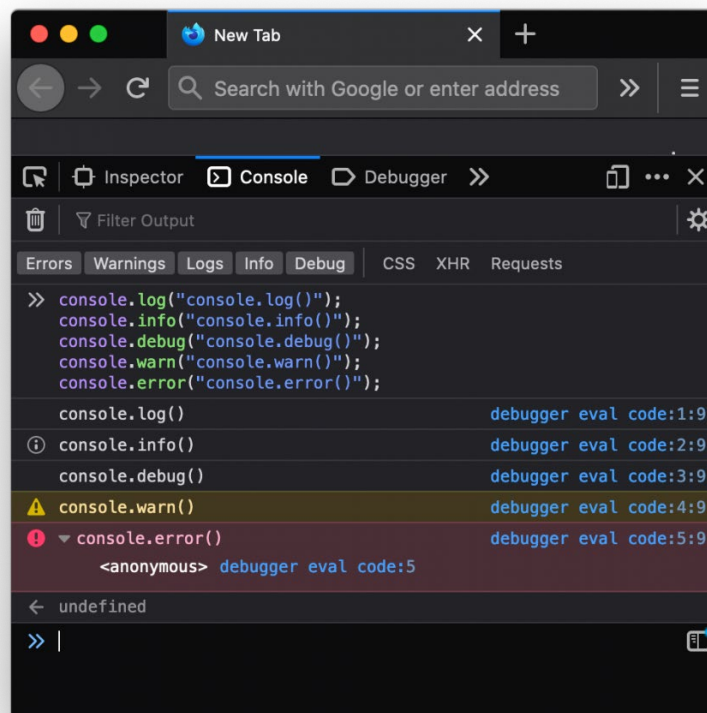 New Tab
Search with Google or enter address
Inspector Console Debugger
Filter Output
Errors Warnings Logs Info Debug CSS XHR Requests
console.log("console.log()");
console.info("console.info()");
console.debug("console.debug()");
console.warn("console.warn()");
console.error("console.error()");
console.log() debugger eval code:1:9
console.info() debugger eval code:2:9
console.debug() debugger eval code:3:9
console.warn() debugger eval code:4:9
console.error() debugger eval code:5:9
<anonymous> debugger eval code:5
undefined